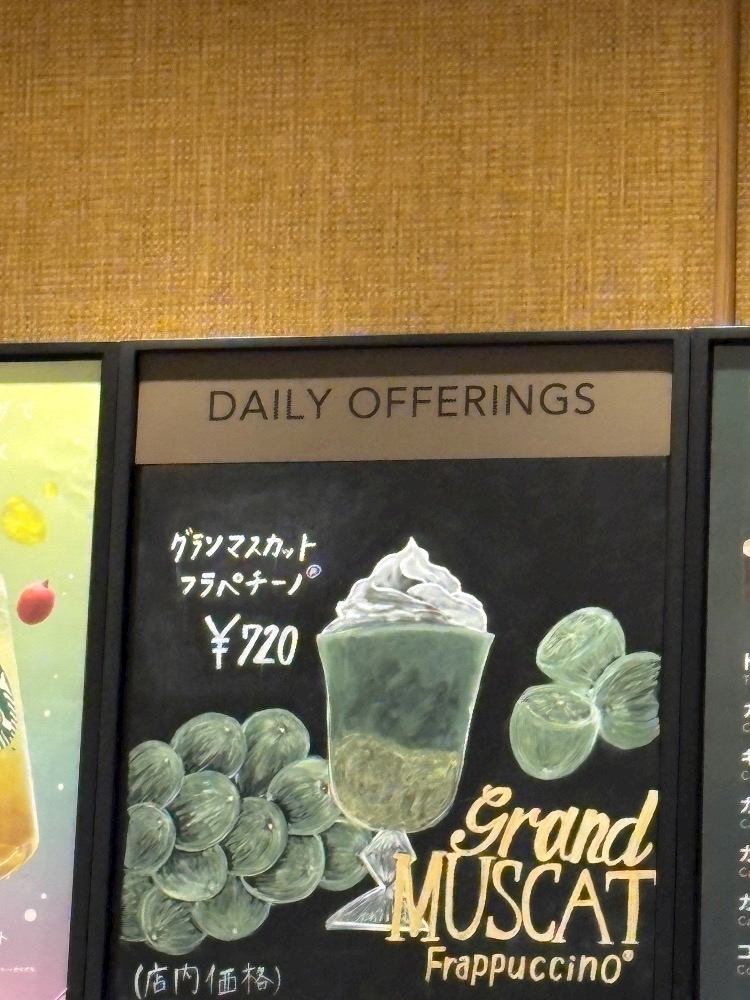 DAILY OFFERINGS
グランマスカット
フラペチーノ®
¥720
Grand
MUSCAT
Frappuccino®
(店内価格)